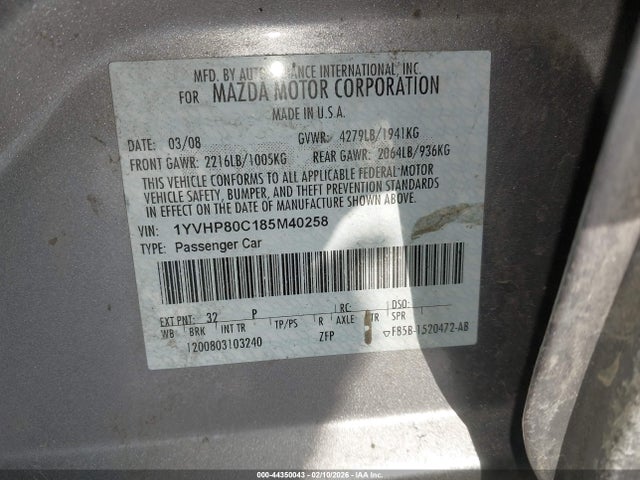 MFD. BY AUTO ALLIANCE INTERNATIONAL, INC.
FOR MAZDA MOTOR CORPORATION
MADE IN U.S.A.
DATE: 03/08 GVWR: 4279LB/1941KG
FRONT GAWR: 2216LB/1005KG REAR GAWR: 2064LB/936KG
THIS VEHICLE CONFORMS TO ALL APPLICABLE FEDERAL MOTOR
VEHICLE SAFETY, BUMPER, AND THEFT PREVENTION STANDARDS
IN EFFECT ON THE DATE OF MANUFACTURE SHOWN ABOVE.
VIN: 1YVHP80C185M40258
TYPE: Passenger Car
EXT PNT: 32 P RC: DSO:
WB BRK INT TR TP/PS R AXLE TR SPR
1200803103240 ZFP ▽F85B-1520472-AB
000-44350043 - 02/10/2026 - IAAI Copyright